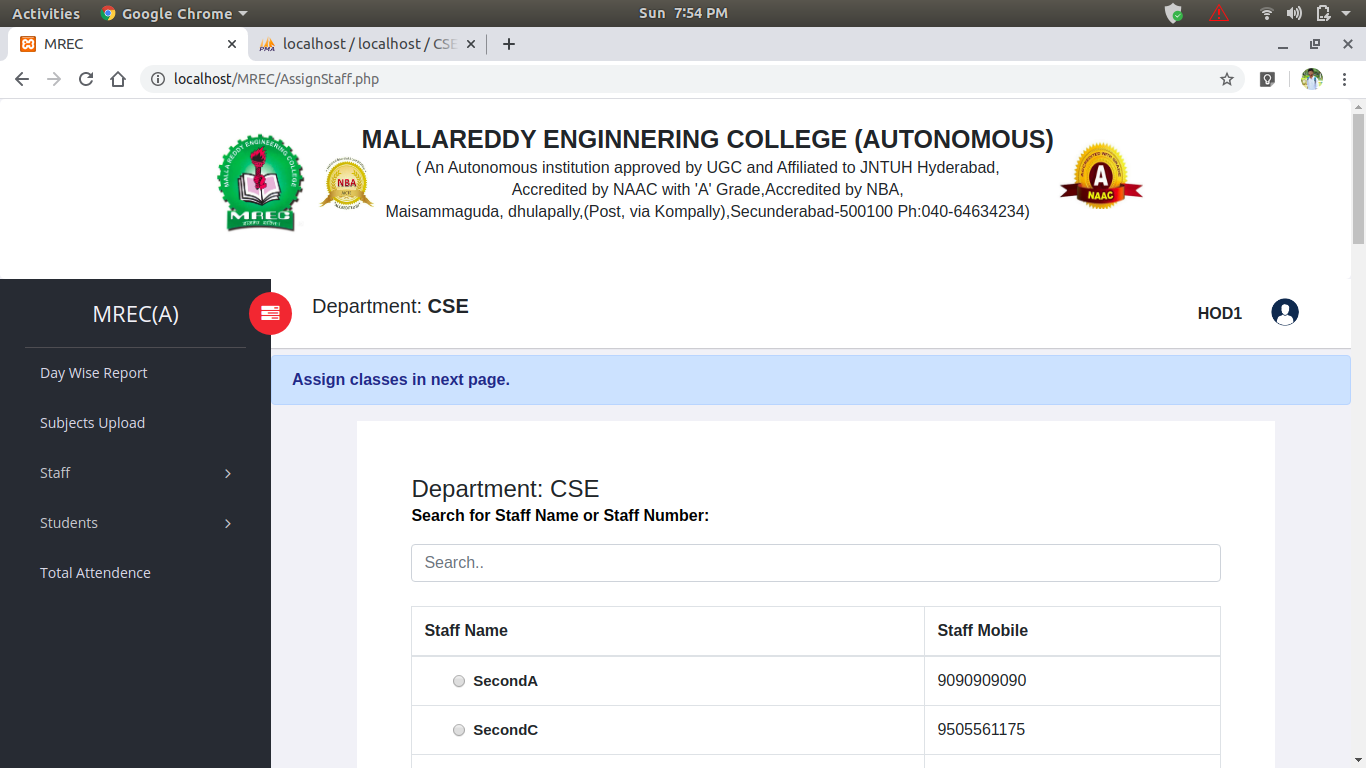 Activities Google Chrome Sun 7:54 PM
MREC localhost / localhost / CSE
localhost/MREC/AssignStaff.php
MALLAREDDY ENGINNERING COLLEGE (AUTONOMOUS)
( An Autonomous institution approved by UGC and Affiliated to JNTUH Hyderabad,
Accredited by NAAC with 'A' Grade,Accredited by NBA,
Maisammaguda, dhulapally,(Post, via Kompally),Secunderabad-500100 Ph:040-64634234)
MALLA REDDY ENGINEERING COLLEGE
MREC
NBA
A
NAAC
MREC(A)
Department: CSE
HOD1
Day Wise Report
Subjects Upload
Staff
Students
Total Attendence
Assign classes in next page.
Department: CSE
Search for Staff Name or Staff Number:
Search..
Staff Name Staff Mobile
SecondA 9090909090
SecondC 9505561175